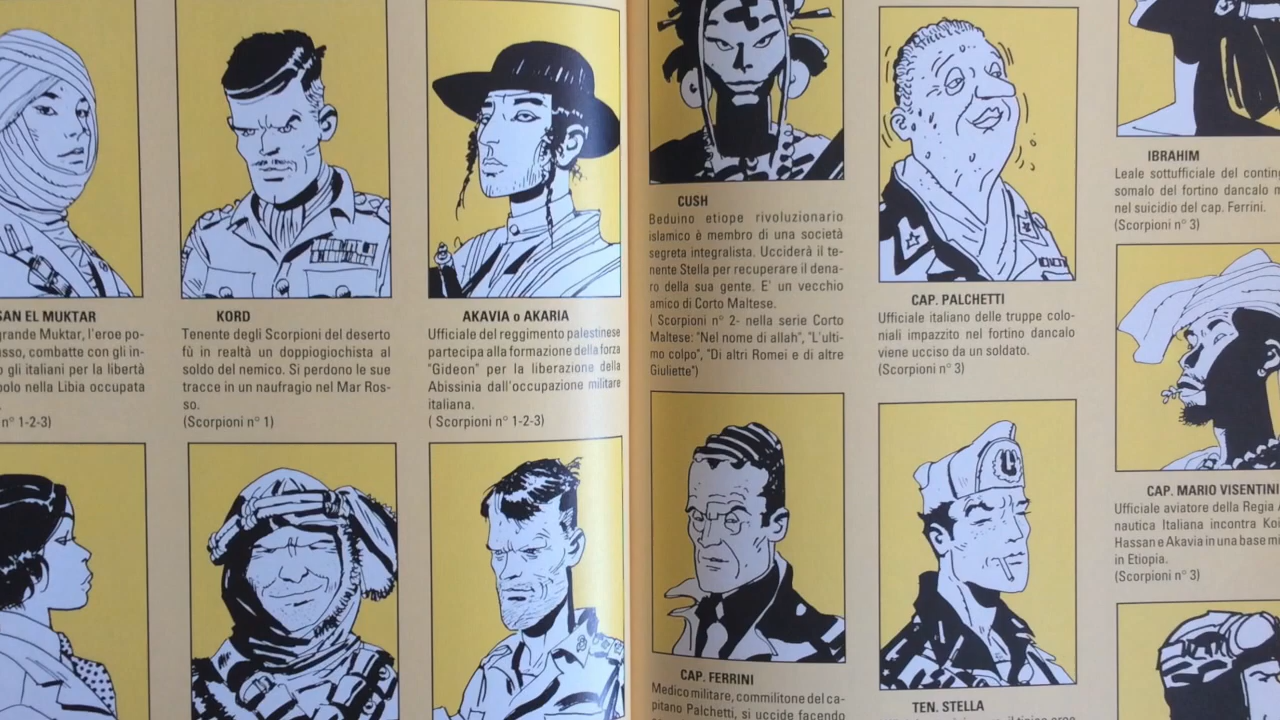 SAN EL MUKTAR
grande Muktar, l'eroe po-
usso, combatte con gli in-
o gli italiani per la libertà
polo nella Libia occupata
n° 1-2-3)
KORD
Tenente degli Scorpioni del deserto
fù in realtà un doppiogiochista al
soldo del nemico. Si perdono le sue
tracce in un naufragio nel Mar Ros-
so.
(Scorpioni n° 1)
AKAVIA o AKARIA
Ufficiale del reggimento palestinese
partecipa alla formazione della forza
"Gideon" per la liberazione della
Abissinia dall'occupazione militare
italiana.
( Scorpioni n° 1-2-3)
CUSH
Beduino etiope rivoluzionario
islamico è membro di una società
segreta integralista. Ucciderà il te-
nente Stella per recuperare il dena-
ro della sua gente. E' un vecchio
amico di Corto Maltese.
( Scorpioni n° 2- nella serie Corto
Maltese: "Nel nome di allah", "L'ulti-
mo colpo", "Di altri Romei e di altre
Giuliette")
CAP. FERRINI
Medico militare, commilitone del ca-
pitano Palchetti, si uccide facendo
CAP. PALCHETTI
Ufficiale italiano delle truppe colo-
niali impazzito nel fortino dancalo
viene ucciso da un soldato.
(Scorpioni n° 3)
TEN. STELLA
IBRAHIM
Leale sottufficiale del contin
somalo del fortino dancalo
nel suicidio del cap. Ferrini.
(Scorpioni n° 3)
CAP. MARIO VISENTINI
Ufficiale aviatore della Regia A
nautica Italiana incontra Ko
Hassan e Akavia in una base mi
in Etiopia.
(Scorpioni n° 3)